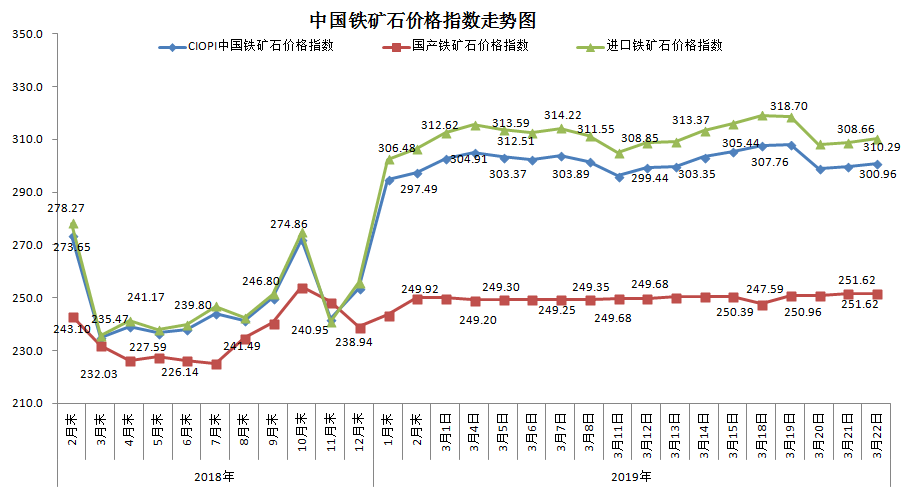 中国铁矿石价格指数走势图
CIOPI中国铁矿石价格指数 国产铁矿石价格指数 进口铁矿石价格指数
350.0
330.0
310.0
290.0
270.0
250.0
230.0
210.0
278.27 274.86 306.48 312.62 313.59 314.22 311.55 308.85 313.37 318.70 308.66
312.51 310.29
273.65 235.47 241.17 239.80 246.80 240.95 297.49 304.91 303.37 303.89 299.44 303.35 305.44 307.76 300.96
243.10 232.03 227.59 226.14 241.49 238.94 249.92 249.20 249.30 249.25 249.35 249.68 249.68 250.39 247.59 250.96 251.62 251.62
2月末 3月末 4月末 5月末 6月末 7月末 8月末 9月末 10月末 11月末 12月末 1月末 2月末 3月1日 3月4日 3月5日 3月6日 3月7日 3月8日 3月11日 3月12日 3月13日 3月14日 3月15日 3月18日 3月19日 3月20日 3月21日 3月22日
2018年 2019年